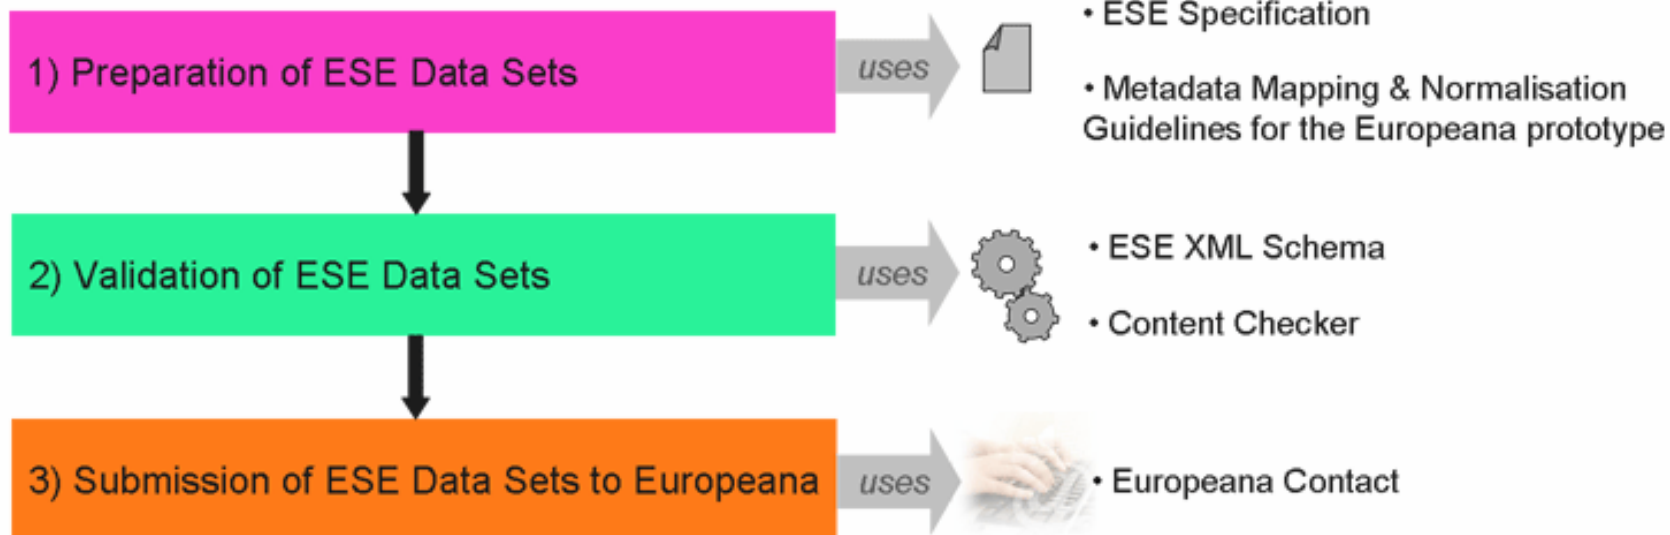 1) Preparation of ESE Data Sets
uses
• ESE Specification
• Metadata Mapping & Normalisation
Guidelines for the Europeana prototype
2) Validation of ESE Data Sets
uses
• ESE XML Schema
• Content Checker
3) Submission of ESE Data Sets to Europeana
uses
• Europeana Contact